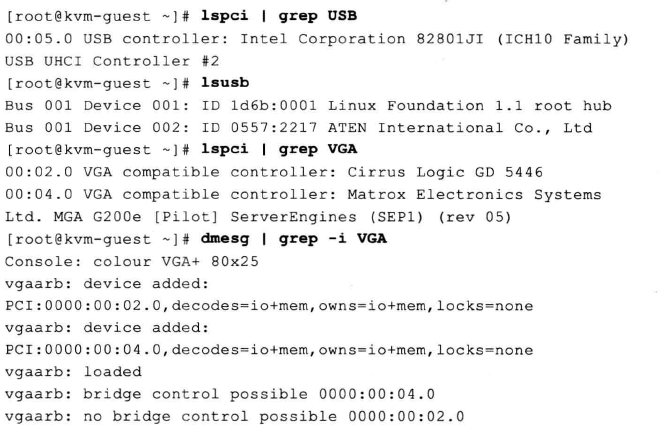 [root@kvm-guest ~]# lspci | grep USB
00:05.0 USB controller: Intel Corporation 82801JI (ICH10 Family)
USB UHCI Controller #2
[root@kvm-guest ~]# lsusb
Bus 001 Device 001: ID 1d6b:0001 Linux Foundation 1.1 root hub
Bus 001 Device 002: ID 0557:2217 ATEN International Co., Ltd
[root@kvm-guest ~]# lspci | grep VGA
00:02.0 VGA compatible controller: Cirrus Logic GD 5446
00:04.0 VGA compatible controller: Matrox Electronics Systems
Ltd. MGA G200e [Pilot] ServerEngines (SEP1) (rev 05)
[root@kvm-guest ~]# dmesg | grep -i VGA
Console: colour VGA+ 80x25
vgaarb: device added:
PCI:0000:00:02.0,decodes=io+mem,owns=io+mem,locks=none
vgaarb: device added:
PCI:0000:00:04.0,decodes=io+mem,owns=io+mem,locks=none
vgaarb: loaded
vgaarb: bridge control possible 0000:00:04.0
vgaarb: no bridge control possible 0000:00:02.0